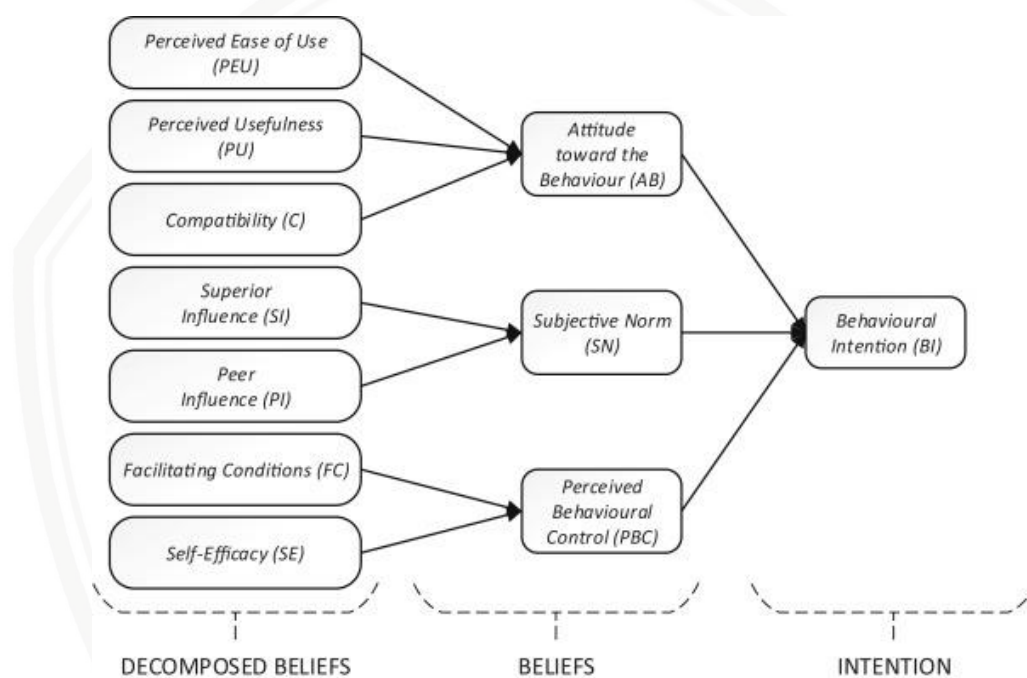 Perceived Ease of Use
(PEU)
Perceived Usefulness
(PU)
Compatibility (C)
Superior
Influence (SI)
Peer
Influence (PI)
Facilitating Conditions (FC)
Self-Efficacy (SE)
Attitude
toward the
Behaviour (AB)
Subjective Norm
(SN)
Perceived
Behavioural
Control (PBC)
Behavioural
Intention (BI)
DECOMPOSED BELIEFS
BELIEFS
INTENTION